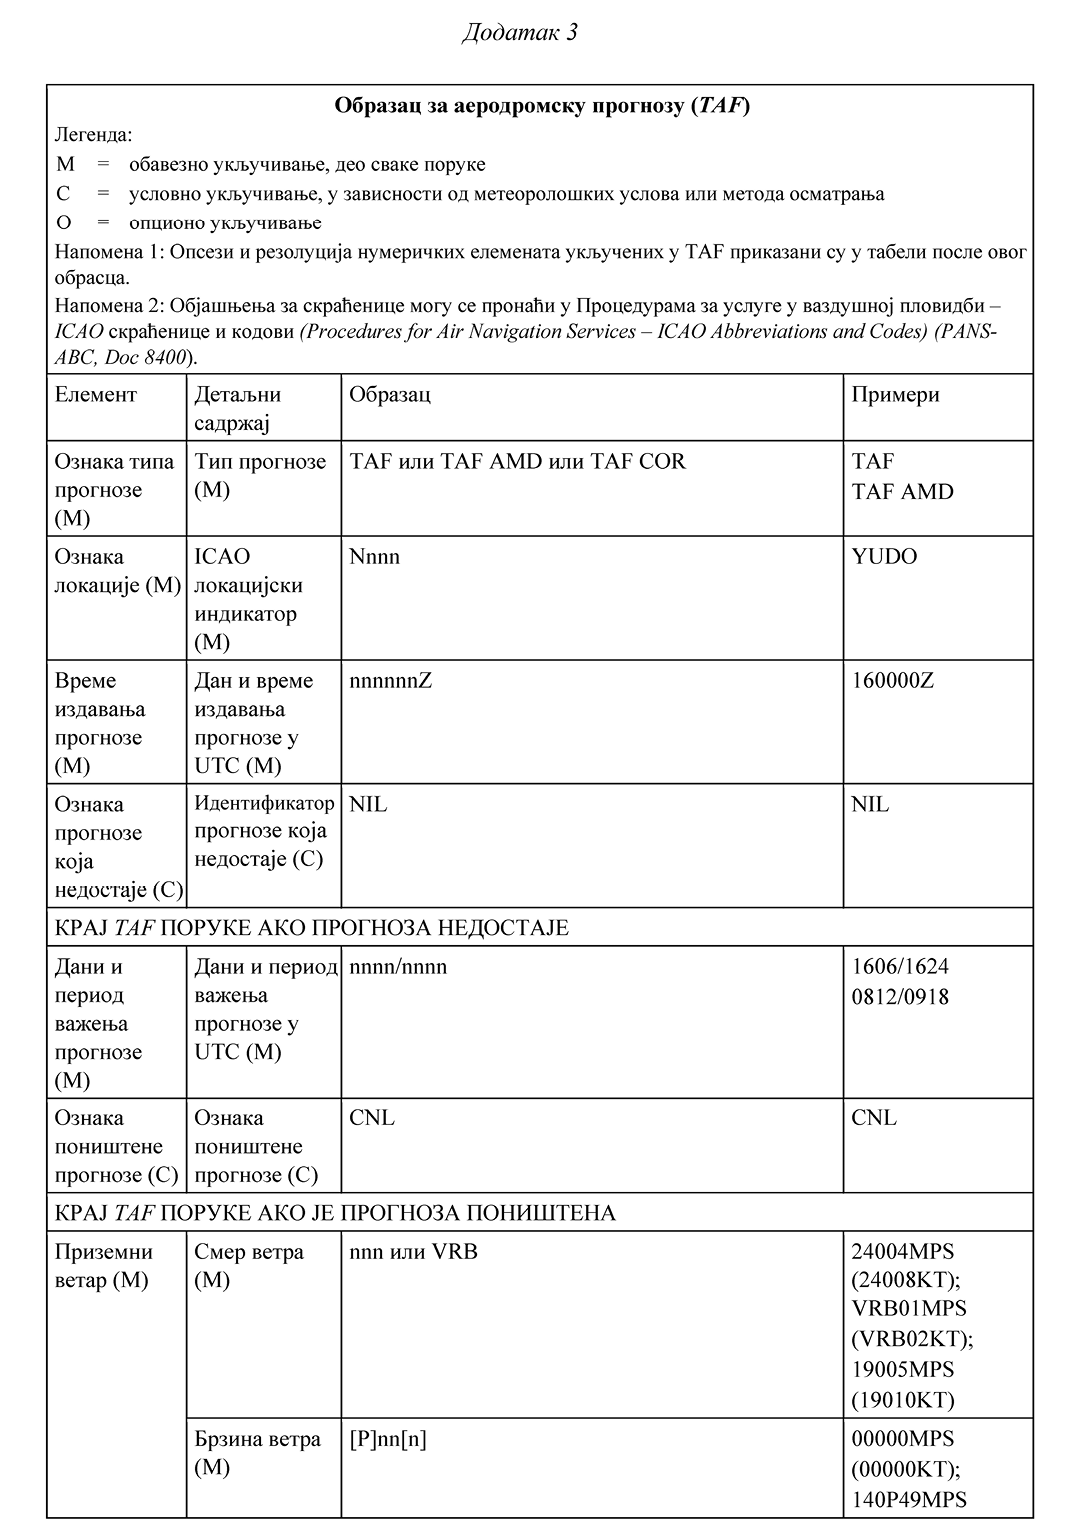 Додатак 3
Образац за аеродромску прогнозу (TAF)
Легенда:
M = обавезно укључивање, део сваке поруке
C = условно укључивање, у зависности од метеоролошких услова или метода осматрања
O = опционо укључивање
Напомена 1: Опсези и резолуција нумеричких елемената укључених у TAF приказани су у табели после овог
обрасца.
Напомена 2: Објашњења за скраћенице могу се пронаћи у Процедурама за услуге у ваздушној пловидби –
ICAO скраћенице и кодови (Procedures for Air Navigation Services – ICAO Abbreviations and Codes) (PANS-
ABC, Doc 8400).
Елемент
Детаљни
садржај
Образац
Примери
Ознака типа
прогнозе
(M)
Тип прогнозе
(M)
TAF или TAF AMD или TAF COR
TAF
TAF AMD
Ознака
локације (M)
ICAO
локацијски
индикатор
(M)
Nnnn
YUDO
Време
издавања
прогнозе
(M)
Дан и време
издавања
прогнозе у
UTC (M)
nnnnnnZ
160000Z
Ознака
прогнозе
која
недостаје (C)
Идентификатор
прогнозе која
недостаје (C)
NIL
NIL
КРАЈ TAF ПОРУКЕ АКО ПРОГНОЗА НЕДОСТАЈЕ
Дани и
период
важења
прогнозе
(M)
Дани и период
важења
прогнозе у
UTC (M)
nnnn/nnnn
1606/1624
0812/0918
Ознака
поништене
прогнозе (C)
Ознака
поништене
прогнозе (C)
CNL
CNL
КРАЈ TAF ПОРУКЕ АКО ЈЕ ПРОГНОЗА ПОНИШТЕНА
Приземни
ветар (M)
Смер ветра
(M)
nnn или VRB
24004MPS
(24008KT);
VRB01MPS
(VRB02KT);
19005MPS
(19010KT)
Брзина ветра
(M)
[P]nn[n]
00000MPS
(00000KT);
140P49MPS